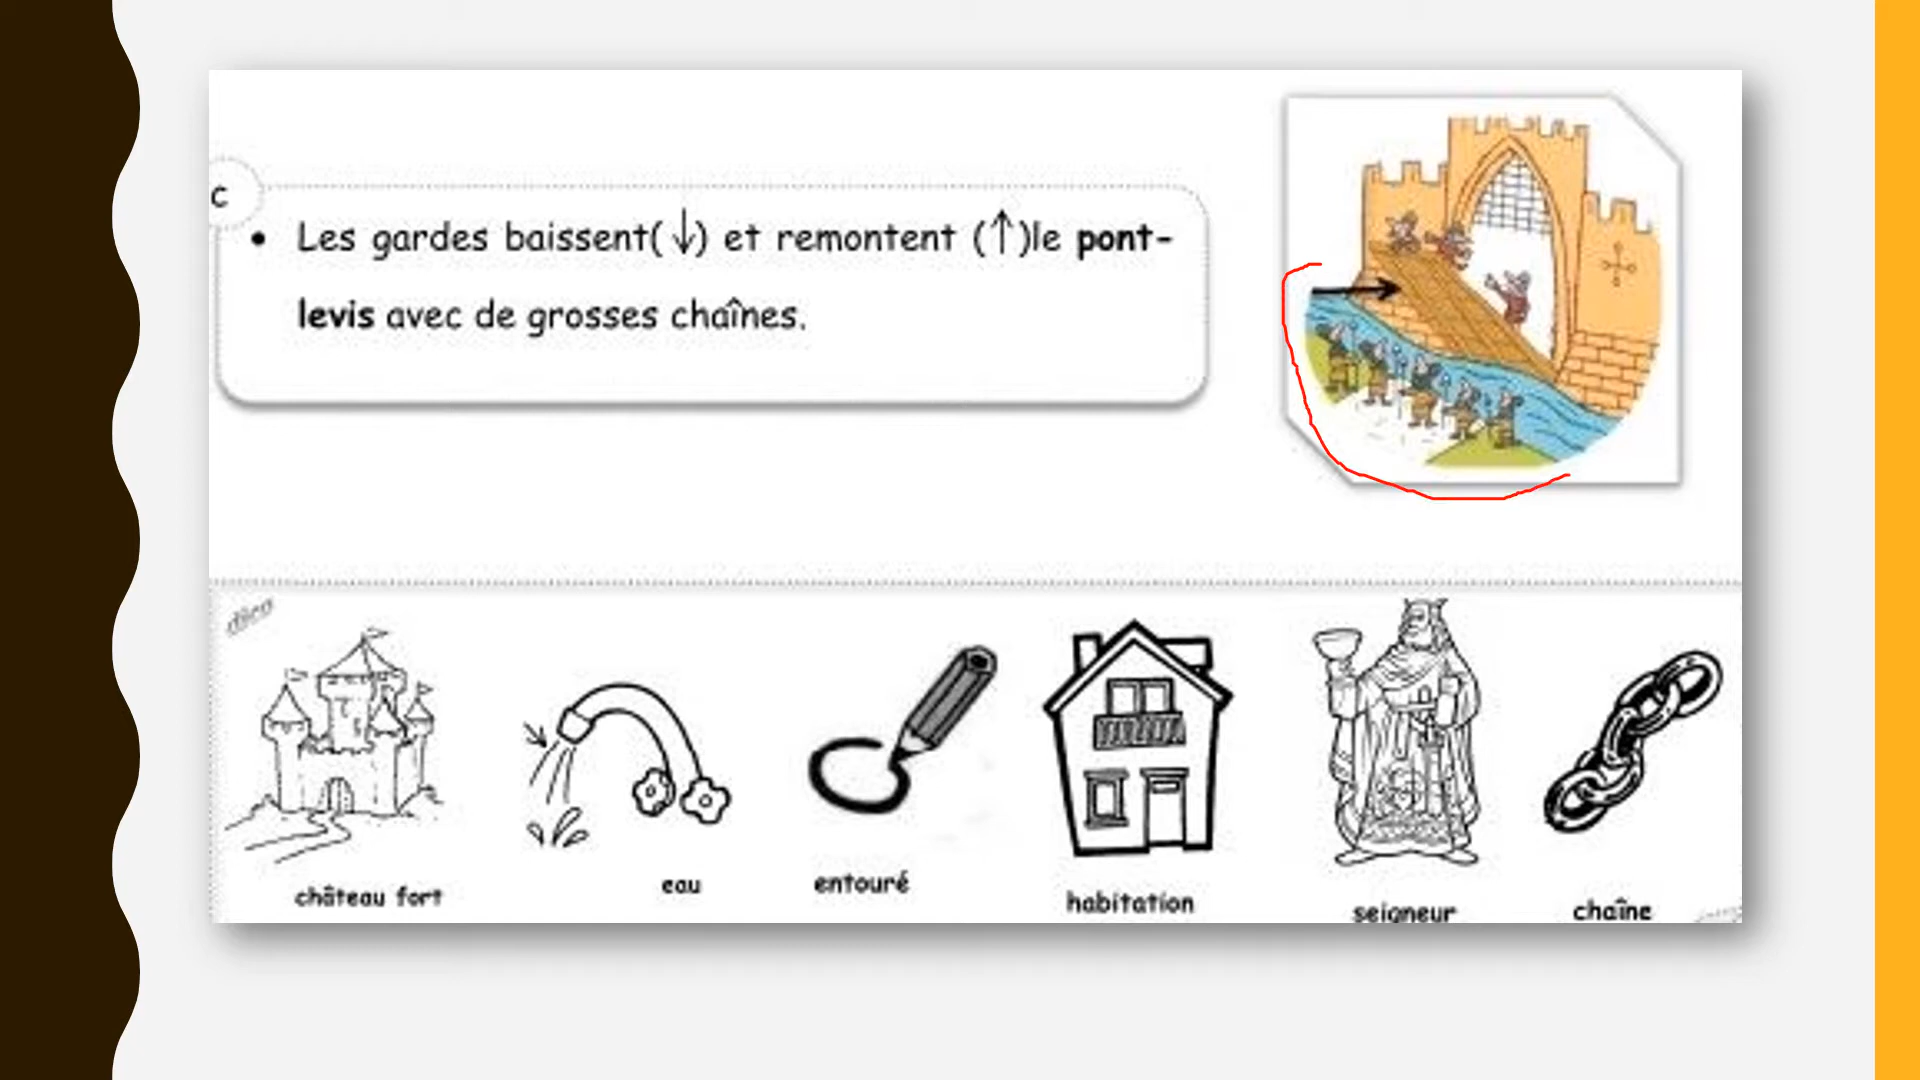 c
• Les gardes baissent(↓) et remontent (↑)le pont-
levis avec de grosses chaînes.
dico
château fort
eau
entouré
habitation
seigneur
chaîne